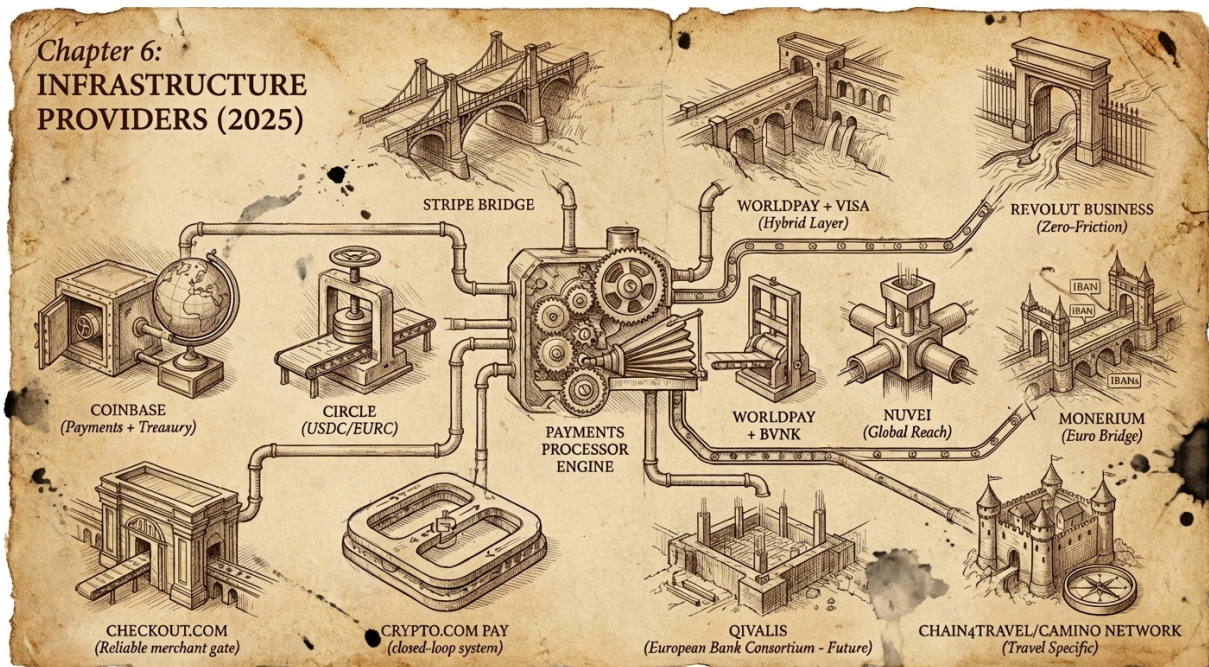 Chapter 6:
INFRASTRUCTURE
PROVIDERS (2025)
STRIPE BRIDGE
WORLDPAY + VISA
(Hybrid Layer)
REVOLUT BUSINESS
(Zero-Friction)
COINBASE
(Payments + Treasury)
CIRCLE
(USDC/EURC)
PAYMENTS
PROCESSOR
ENGINE
WORLDPAY
+ BVNK
NUVEI
(Global Reach)
IBAN
IBAN
IBANs
MONERIUM
(Euro Bridge)
CHECKOUT.COM
(Reliable merchant gate)
CRYPTO.COM PAY
(closed-loop system)
QIVALIS
(European Bank Consortium - Future)
CHAIN4TRAVEL/CAMINO NETWORK
(Travel Specific)